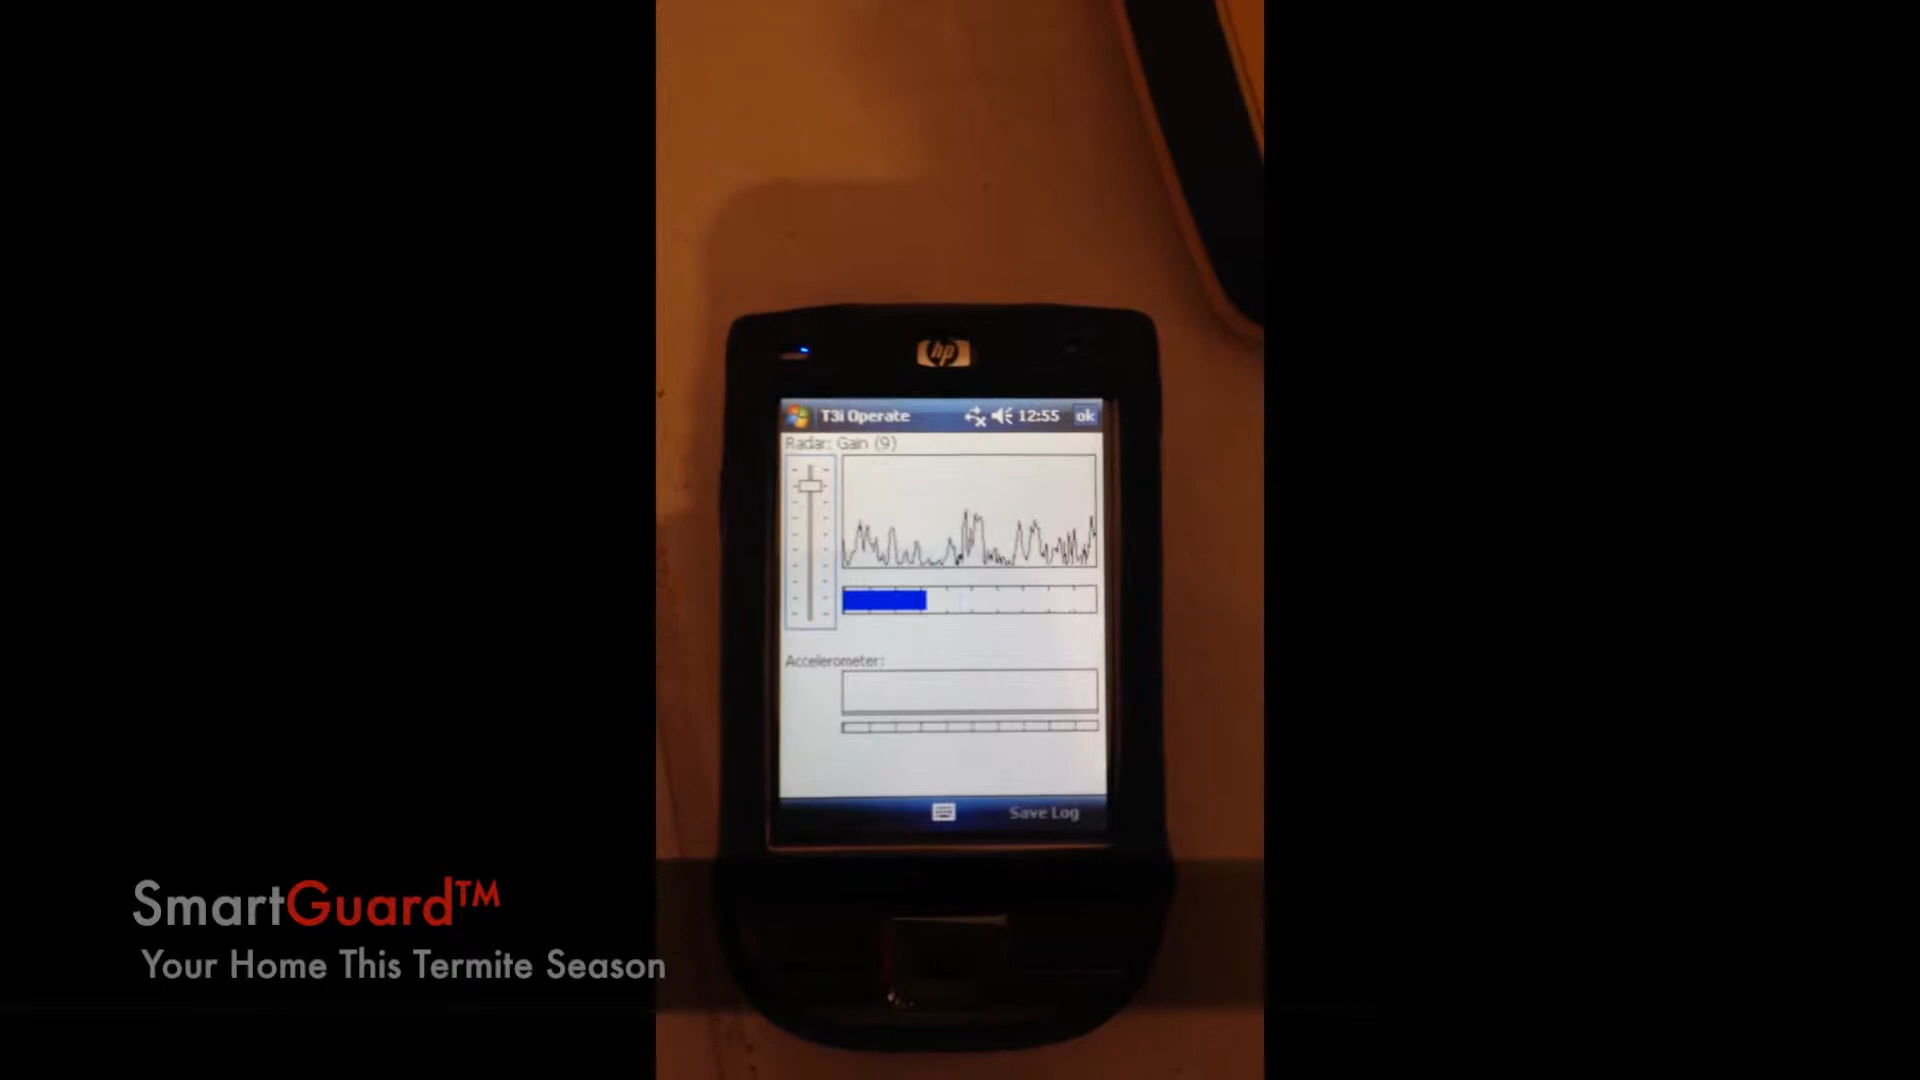 hp
T3i Operate 12:55 ok
Radar: Gain (9)
Accelerometer:
Save Log
SmartGuard™
Your Home This Termite Season